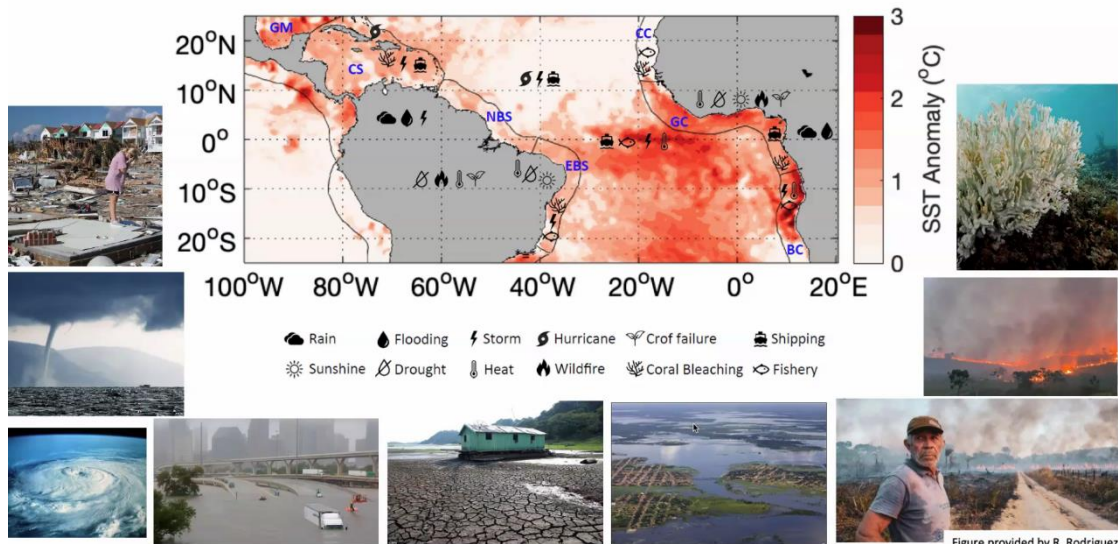 20°N
10°N
0°
10°S
20°S
GM
CS
NBS
EBS
CC
GC
BC
100°W 80°W 60°W 40°W 20°W 0° 20°E
3
2
1
0
SST Anomaly (°C)
Rain Flooding Storm Hurricane Crof failure Shipping
Sunshine Drought Heat Wildfire Coral Bleaching Fishery
Figure provided by R. Rodrigues